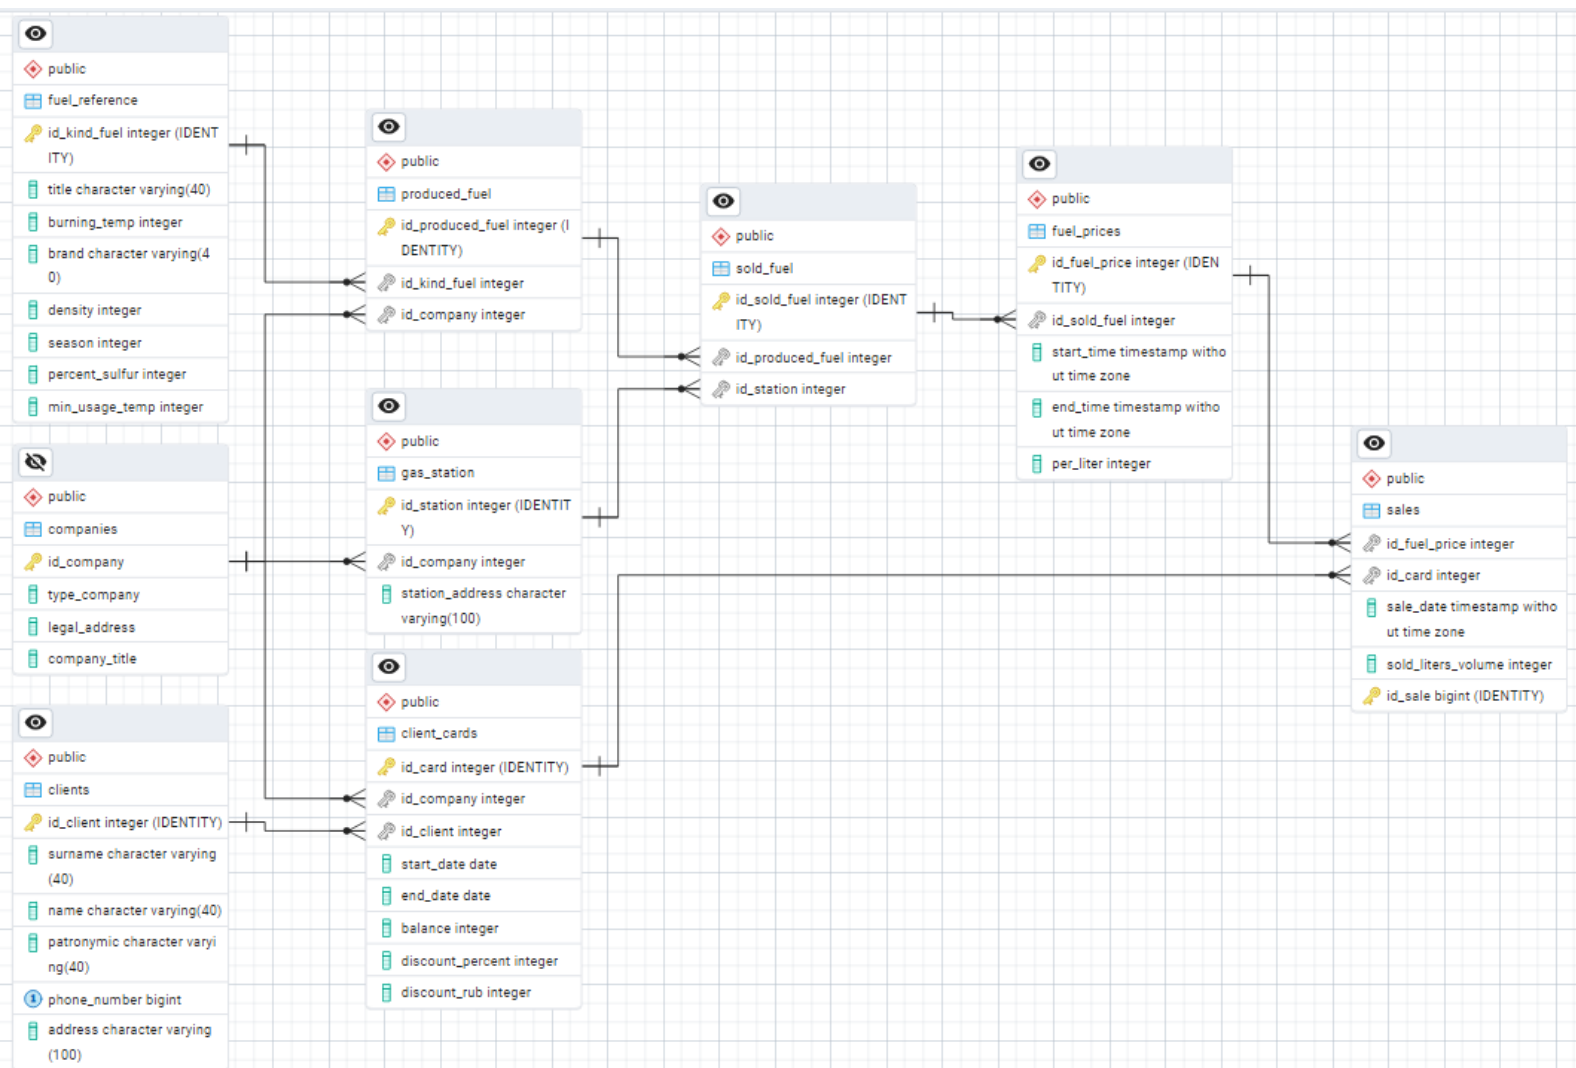 public
fuel_reference
id_kind_fuel integer (IDENT
ITY)
title character varying(40)
burning_temp integer
brand character varying(4
0)
density integer
season integer
percent_sulfur integer
min_usage_temp integer
public
companies
id_company
type_company
legal_address
company_title
public
clients
id_client integer (IDENTITY)
surname character varying
(40)
name character varying(40)
patronymic character varyi
ng(40)
1
phone_number bigint
address character varying
(100)
public
produced_fuel
id_produced_fuel integer (I
DENTITY)
id_kind_fuel integer
id_company integer
public
gas_station
id_station integer (IDENTIT
Y)
id_company integer
station_address character
varying(100)
public
client_cards
id_card integer (IDENTITY)
id_company integer
id_client integer
start_date date
end_date date
balance integer
discount_percent integer
discount_rub integer
public
sold_fuel
id_sold_fuel integer (IDENT
ITY)
id_produced_fuel integer
id_station integer
public
fuel_prices
id_fuel_price integer (IDEN
TITY)
id_sold_fuel integer
start_time timestamp witho
ut time zone
end_time timestamp witho
ut time zone
per_liter integer
public
sales
id_fuel_price integer
id_card integer
sale_date timestamp witho
ut time zone
sold_liters_volume integer
id_sale bigint (IDENTITY)